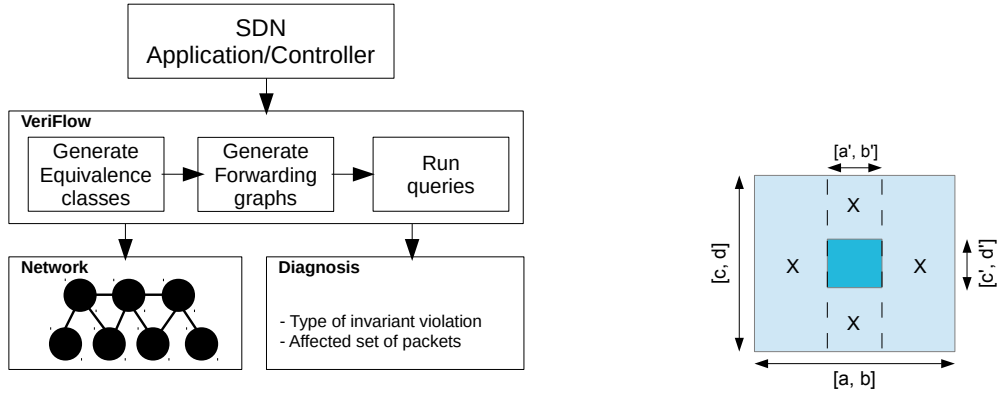 SDN
Application/Controller
VeriFlow
Generate
Equivalence
classes
Generate
Forwarding
graphs
Run
queries
Network
Diagnosis
- Type of invariant violation
- Affected set of packets
[a', b']
X
[c, d]
X
X
[c', d']
X
[a, b]